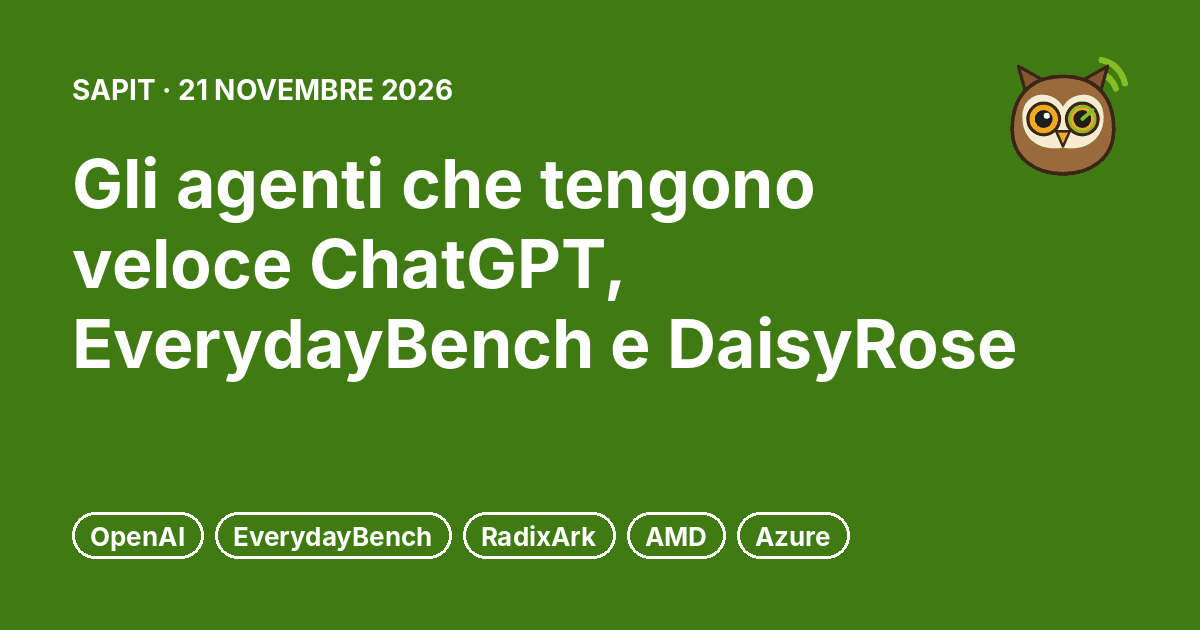 SAPIT · 21 NOVEMBRE 2026
Gli agenti che tengono
veloce ChatGPT,
EverydayBench e DaisyRose
OpenAI
EverydayBench
RadixArk
AMD
Azure